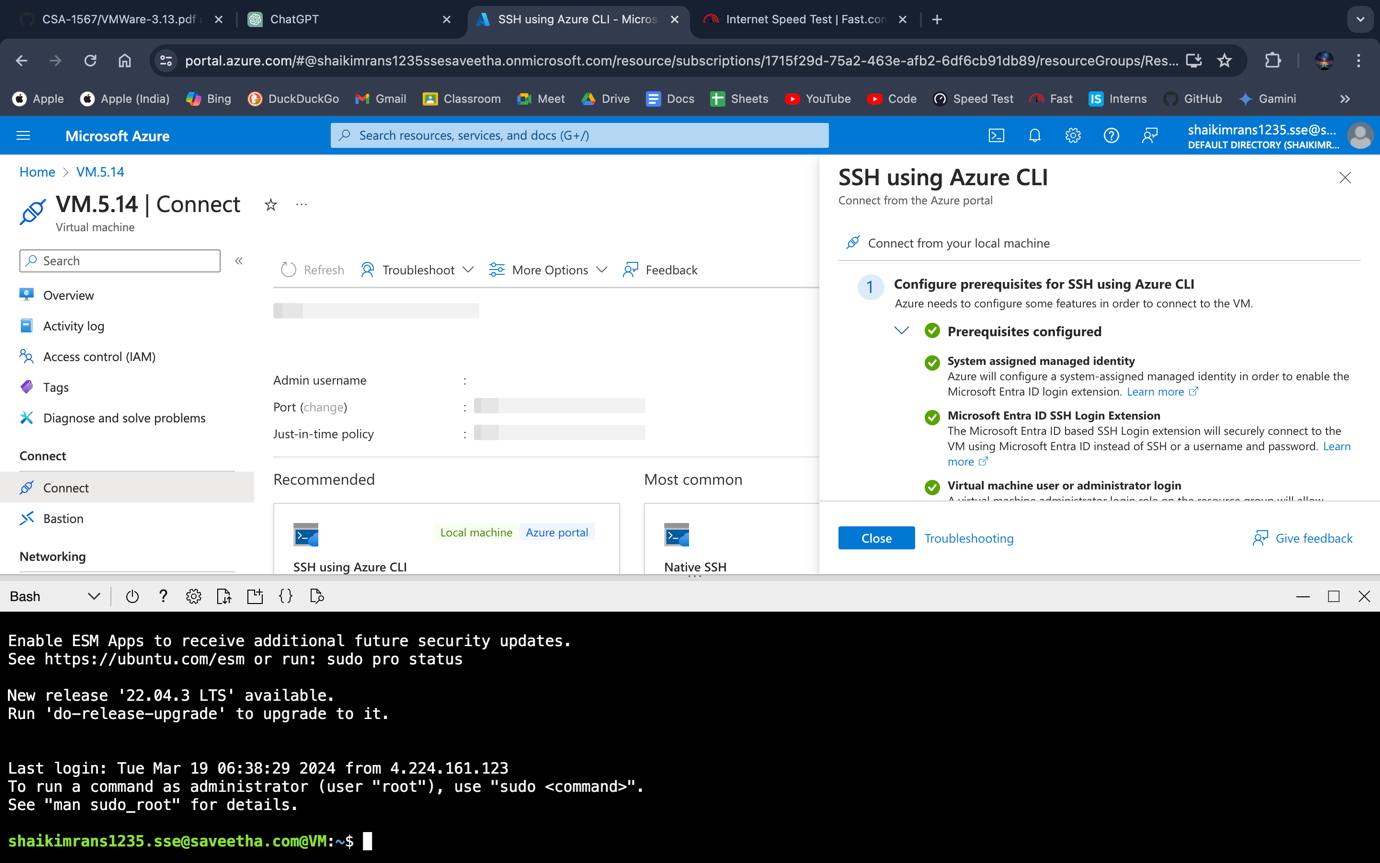 CSA-1567/VMWare-3.13.pdf
ChatGPT
SSH using Azure CLI - Micros
Internet Speed Test | Fast.con
portal.azure.com/#@shaikimrans1235ssesaveetha.onmicrosoft.com/resource/subscriptions/1715f29d-75a2-463e-afb2-6df6cb91db89/resourceGroups/Res...
Apple
Apple (India)
Bing
DuckDuckGo
Gmail
Classroom
Meet
Drive
Docs
Sheets
YouTube
Code
Speed Test
Fast
IS Interns
GitHub
Gamini
Microsoft Azure
Search resources, services, and docs (G+/)
shaikimrans1235.sse@s...
DEFAULT DIRECTORY (SHAIKIMR...
Home > VM.5.14
VM.5.14 | Connect
Virtual machine
Search
Overview
Activity log
Access control (IAM)
Tags
Diagnose and solve problems
Connect
Connect
Bastion
Networking
Refresh
Troubleshoot
More Options
Feedback
Admin username :
Port (change) :
Just-in-time policy :
Recommended
Most common
Local machine
Azure portal
SSH using Azure CLI
Native SSH
SSH using Azure CLI
Connect from the Azure portal
Connect from your local machine
1 Configure prerequisites for SSH using Azure CLI
Azure needs to configure some features in order to connect to the VM.
Prerequisites configured
System assigned managed identity
Azure will configure a system-assigned managed identity in order to enable the
Microsoft Entra ID login extension. Learn more
Microsoft Entra ID SSH Login Extension
The Microsoft Entra ID based SSH Login extension will securely connect to the
VM using Microsoft Entra ID instead of SSH or a username and password. Learn
more
Virtual machine user or administrator login
A virtual machine administrator login role on the resource group will allow
Close
Troubleshooting
Give feedback
Bash
Enable ESM Apps to receive additional future security updates.
See https://ubuntu.com/esm or run: sudo pro status
New release '22.04.3 LTS' available.
Run 'do-release-upgrade' to upgrade to it.
Last login: Tue Mar 19 06:38:29 2024 from 4.224.161.123
To run a command as administrator (user "root"), use "sudo <command>".
See "man sudo_root" for details.
shaikimrans1235.sse@saveetha.com@VM:~$